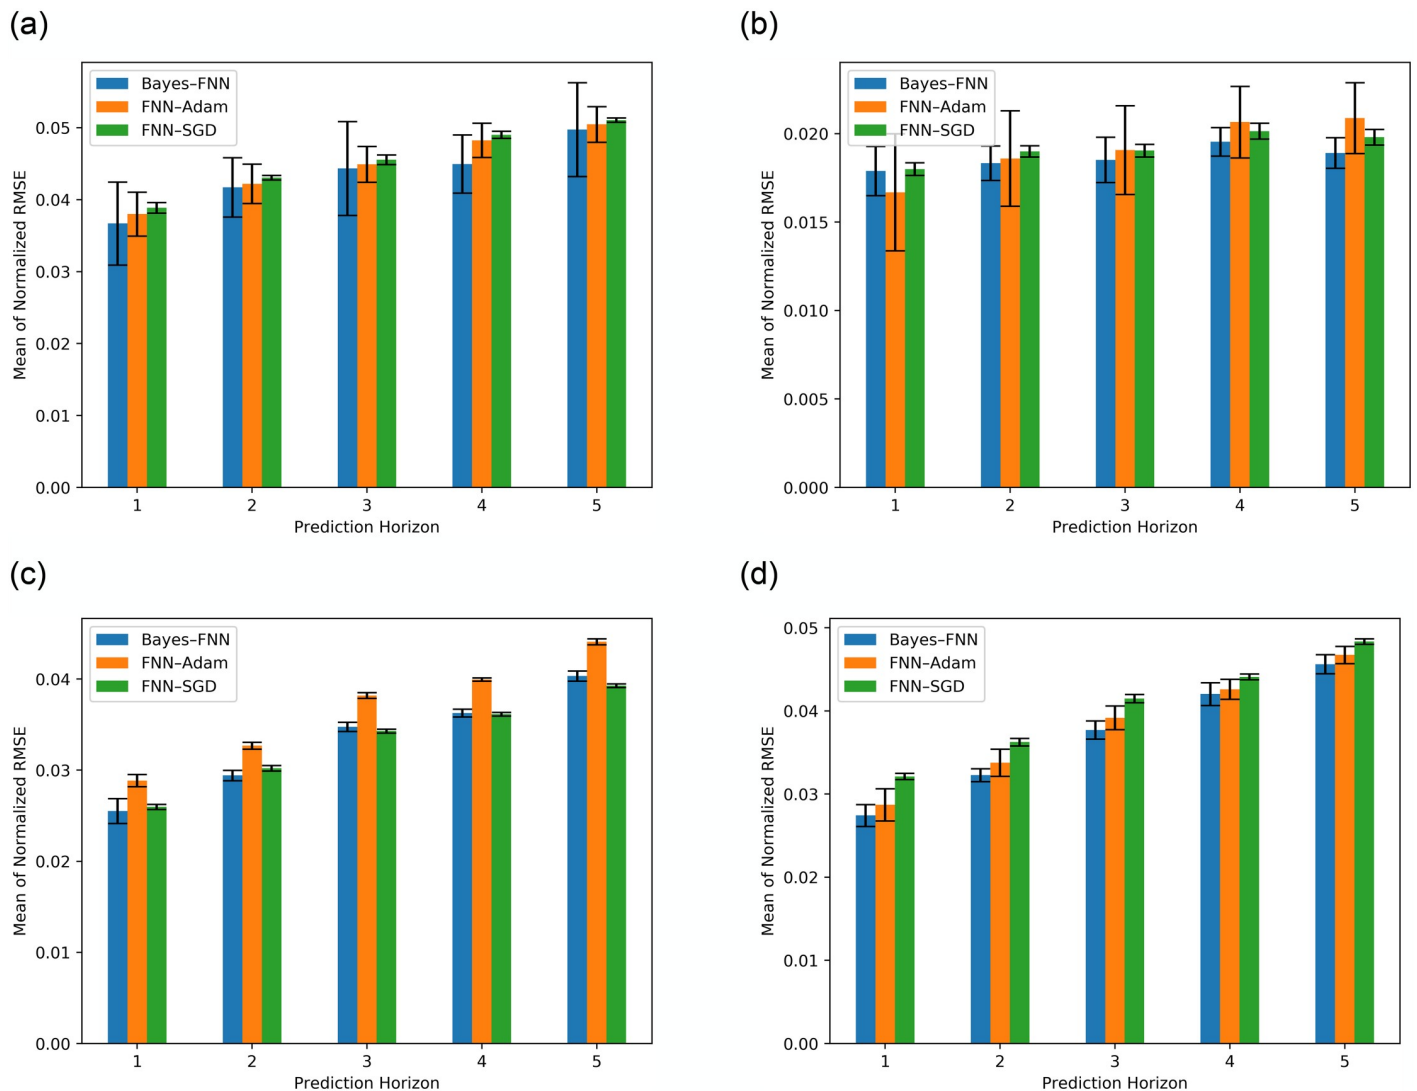 (a)
Bayes–FNN
FNN–Adam
FNN–SGD
Mean of Normalized RMSE
0.05
0.04
0.03
0.02
0.01
0.00
1 2 3 4 5
Prediction Horizon
(b)
Bayes–FNN
FNN–Adam
FNN–SGD
Mean of Normalized RMSE
0.020
0.015
0.010
0.005
0.000
1 2 3 4 5
Prediction Horizon
(c)
Bayes–FNN
FNN–Adam
FNN–SGD
Mean of Normalized RMSE
0.04
0.03
0.02
0.01
0.00
1 2 3 4 5
Prediction Horizon
(d)
Bayes–FNN
FNN–Adam
FNN–SGD
Mean of Normalized RMSE
0.05
0.04
0.03
0.02
0.01
0.00
1 2 3 4 5
Prediction Horizon